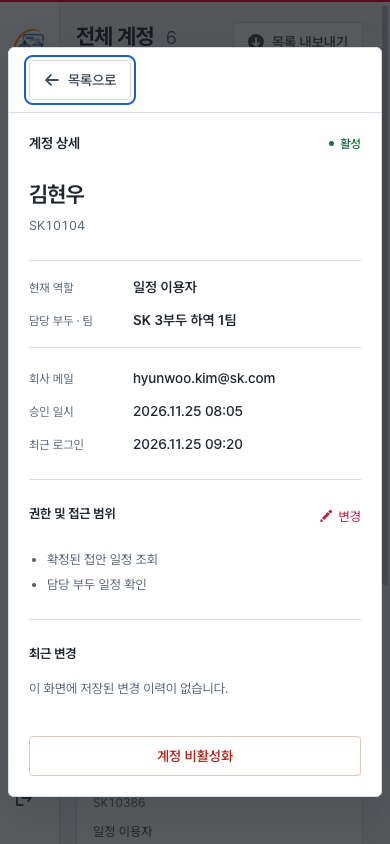 전체 계정 6
목록 내보내기
목록으로
계정 상세
활성
김현우
SK10104
현재 역할 일정 이용자
담당 부두 · 팀 SK 3부두 하역 1팀
회사 메일 hyunwoo.kim@sk.com
승인 일시 2026.11.25 08:05
최근 로그인 2026.11.25 09:20
권한 및 접근 범위
변경
• 확정된 접안 일정 조회
• 담당 부두 일정 확인
최근 변경
이 화면에 저장된 변경 이력이 없습니다.
계정 비활성화
SK10386
일정 이용자